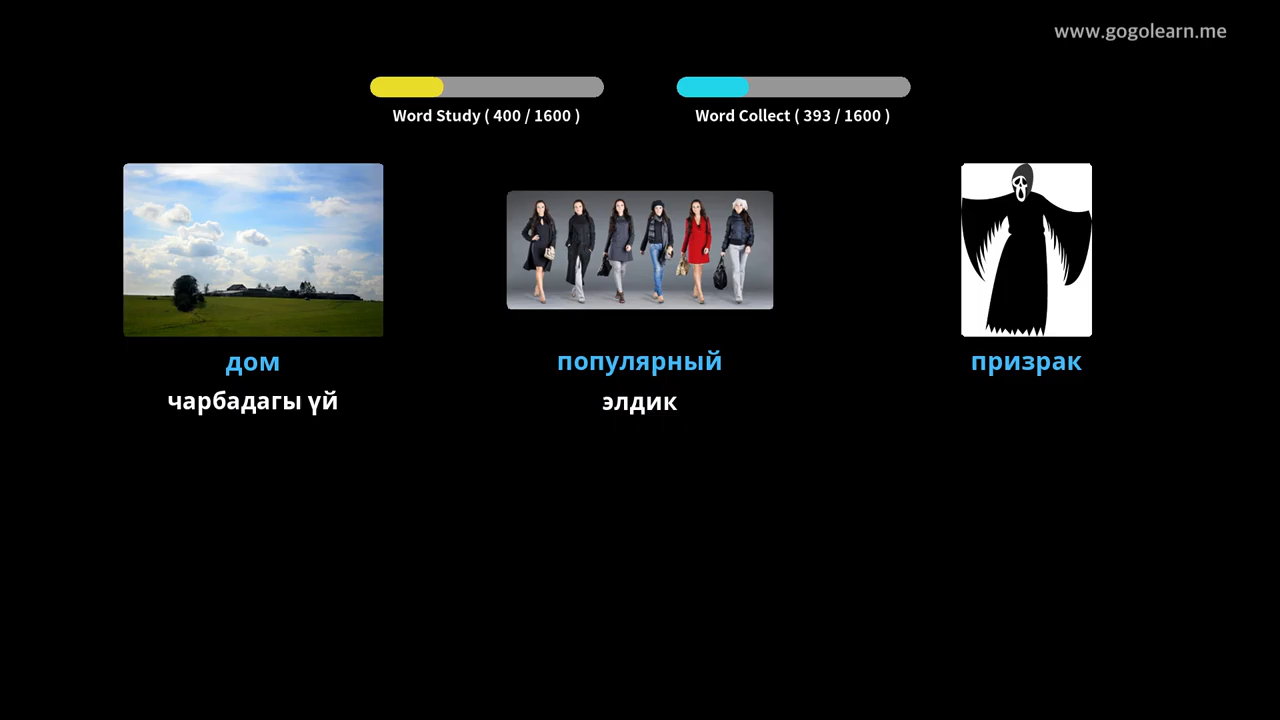 www.gogolearn.me
Word Study ( 400 / 1600 )
Word Collect ( 393 / 1600 )
дом
чарбадагы үй
популярный
элдик
призрак